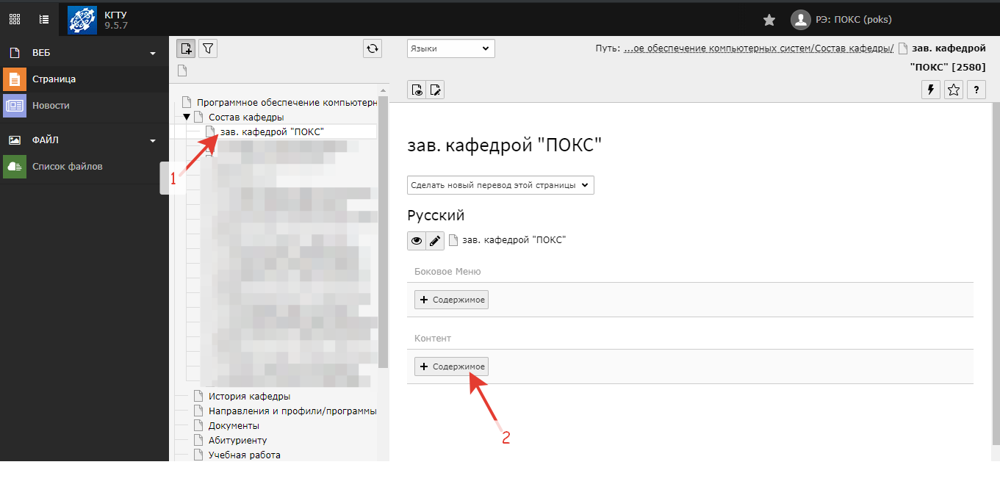 КГТУ
9.5.7
РЭ: ПОКС (poks)
ВЕБ
Страница
Новости
ФАЙЛ
Список файлов
Программное обеспечение компьютерн
Состав кафедры
зав. кафедрой "ПОКС"
1
История кафедры
Направления и профили/программы
Документы
Абитуриенту
Учебная работа
Языки
Путь: ...ое обеспечение компьютерных систем/Состав кафедры/ зав. кафедрой
"ПОКС" [2580]
?
зав. кафедрой "ПОКС"
Сделать новый перевод этой страницы
Русский
зав. кафедрой "ПОКС"
Боковое Меню
+ Содержимое
Контент
+ Содержимое
2